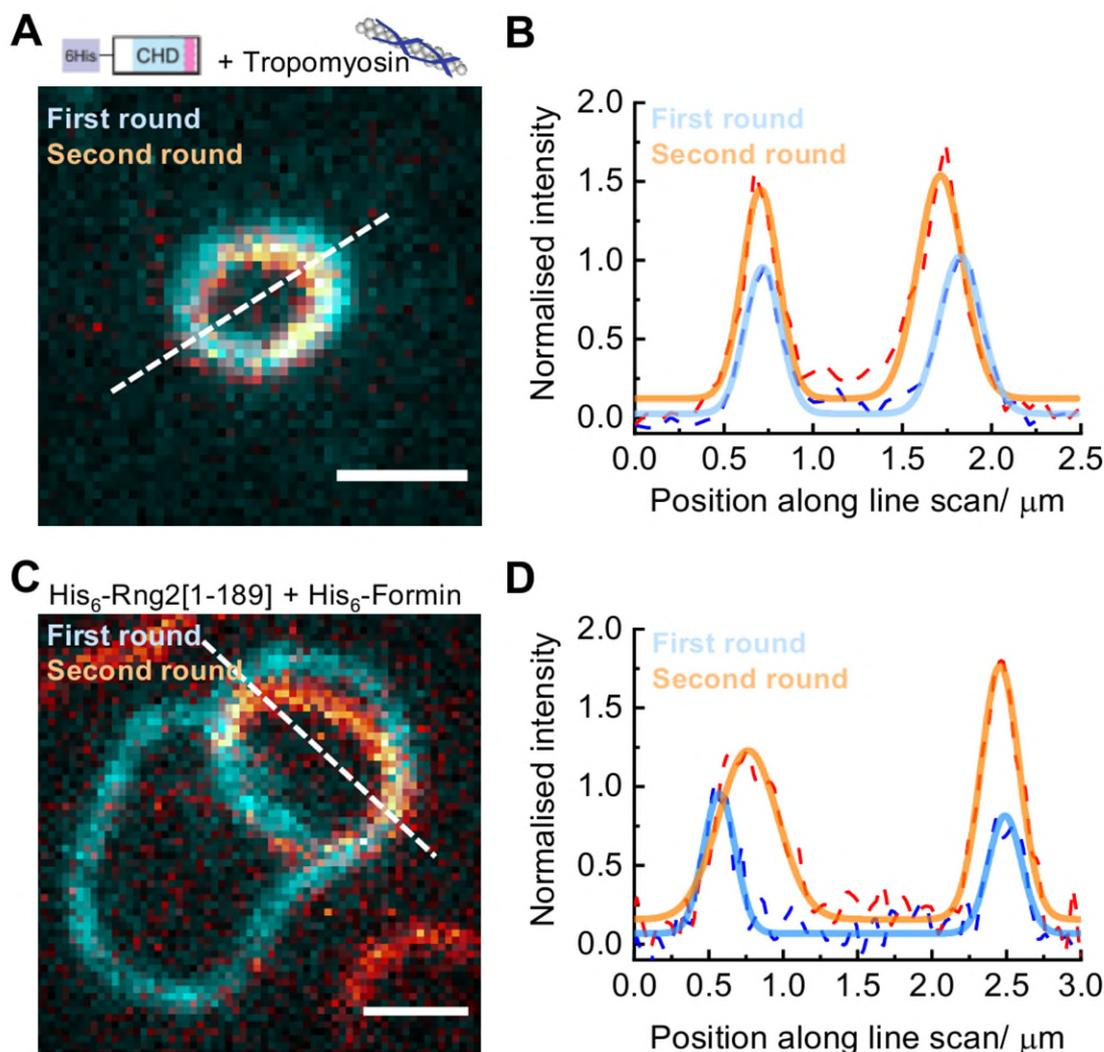 A
6His CHD + Tropomyosin
First round
Second round
B
Normalised intensity
2.0
1.5
1.0
0.5
0.0
First round
Second round
0.0 0.5 1.0 1.5 2.0 2.5
Position along line scan/ μm
C
His6-Rng2[1-189] + His6-Formin
First round
Second round
D
Normalised intensity
2.0
1.5
1.0
0.5
0.0
First round
Second round
0.0 0.5 1.0 1.5 2.0 2.5 3.0
Position along line scan/ μm